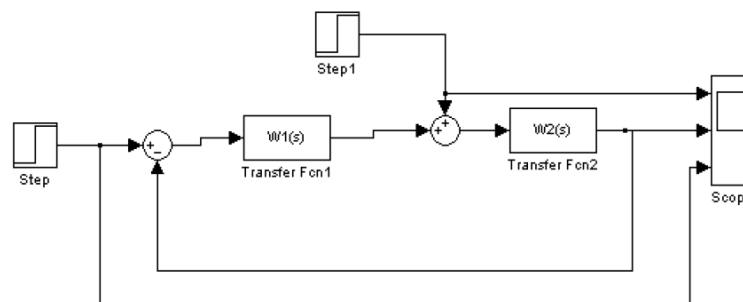 Step1
+
+
W1(s)
W2(s)
+
−
Step
Transfer Fcn1
Transfer Fcn2
Scop